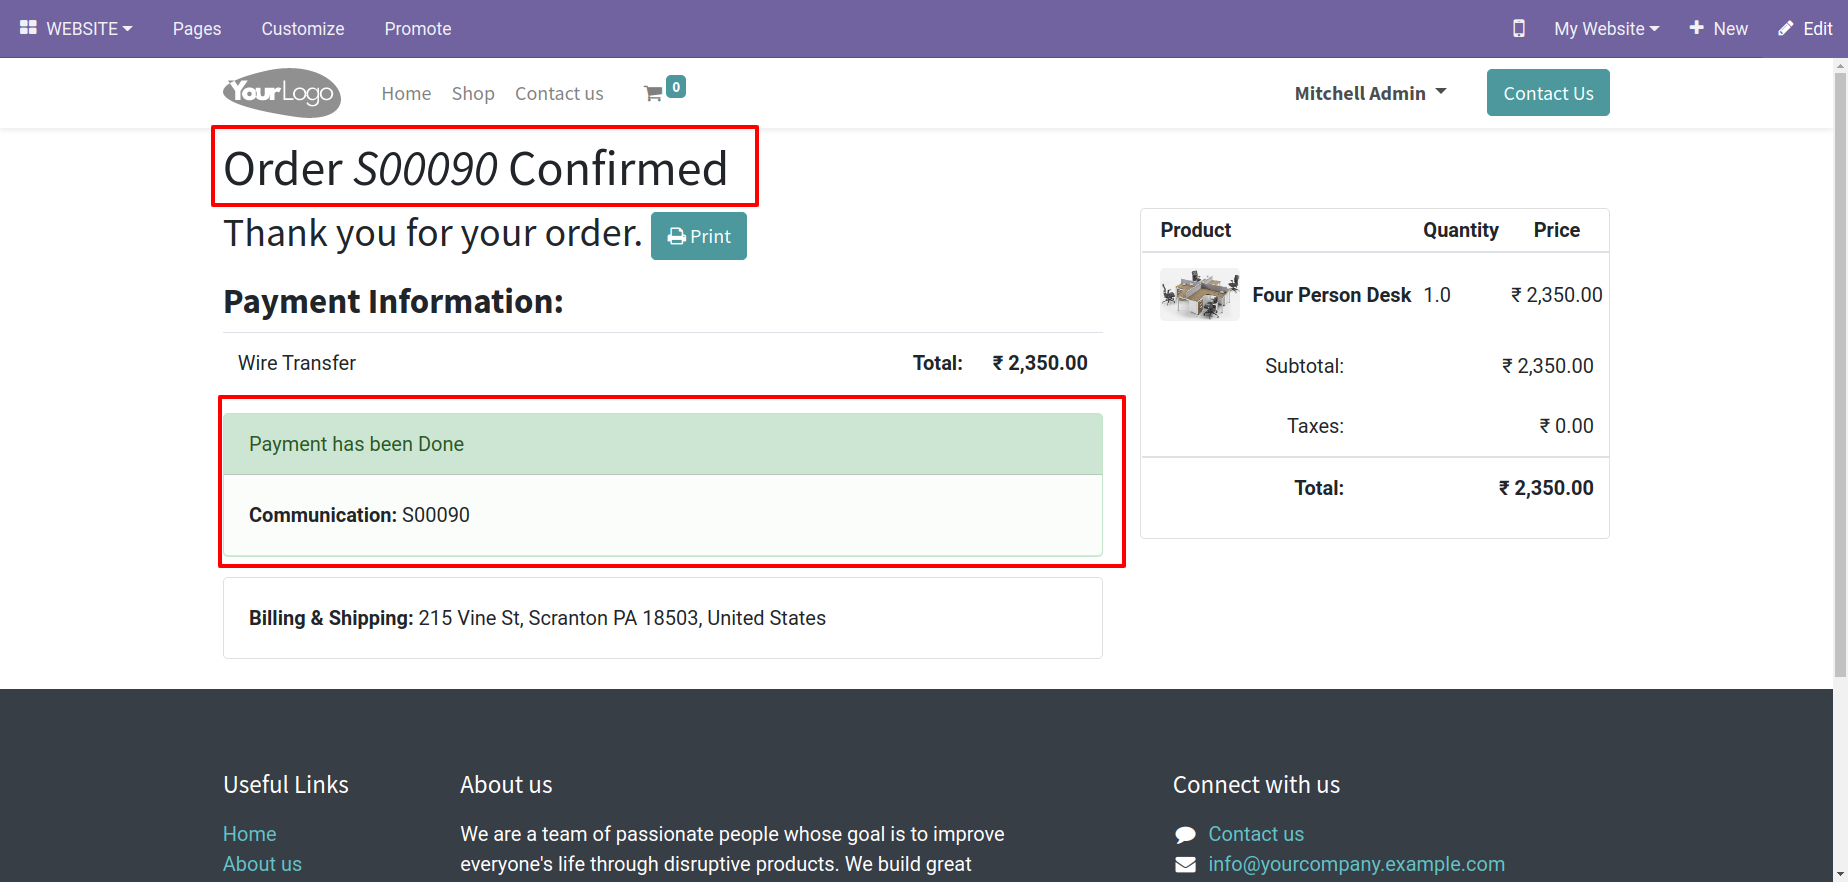 WEBSITE Pages Customize Promote My Website New Edit
YourLogo Home Shop Contact us 0 Mitchell Admin Contact Us
Order S00090 Confirmed
Thank you for your order. Print
Payment Information:
Wire Transfer Total: ₹ 2,350.00
Payment has been Done
Communication: S00090
Billing & Shipping: 215 Vine St, Scranton PA 18503, United States
Product Quantity Price
Four Person Desk 1.0 ₹ 2,350.00
Subtotal: ₹ 2,350.00
Taxes: ₹ 0.00
Total: ₹ 2,350.00
Useful Links
Home
About us
About us
We are a team of passionate people whose goal is to improve
everyone's life through disruptive products. We build great
Connect with us
Contact us
info@yourcompany.example.com